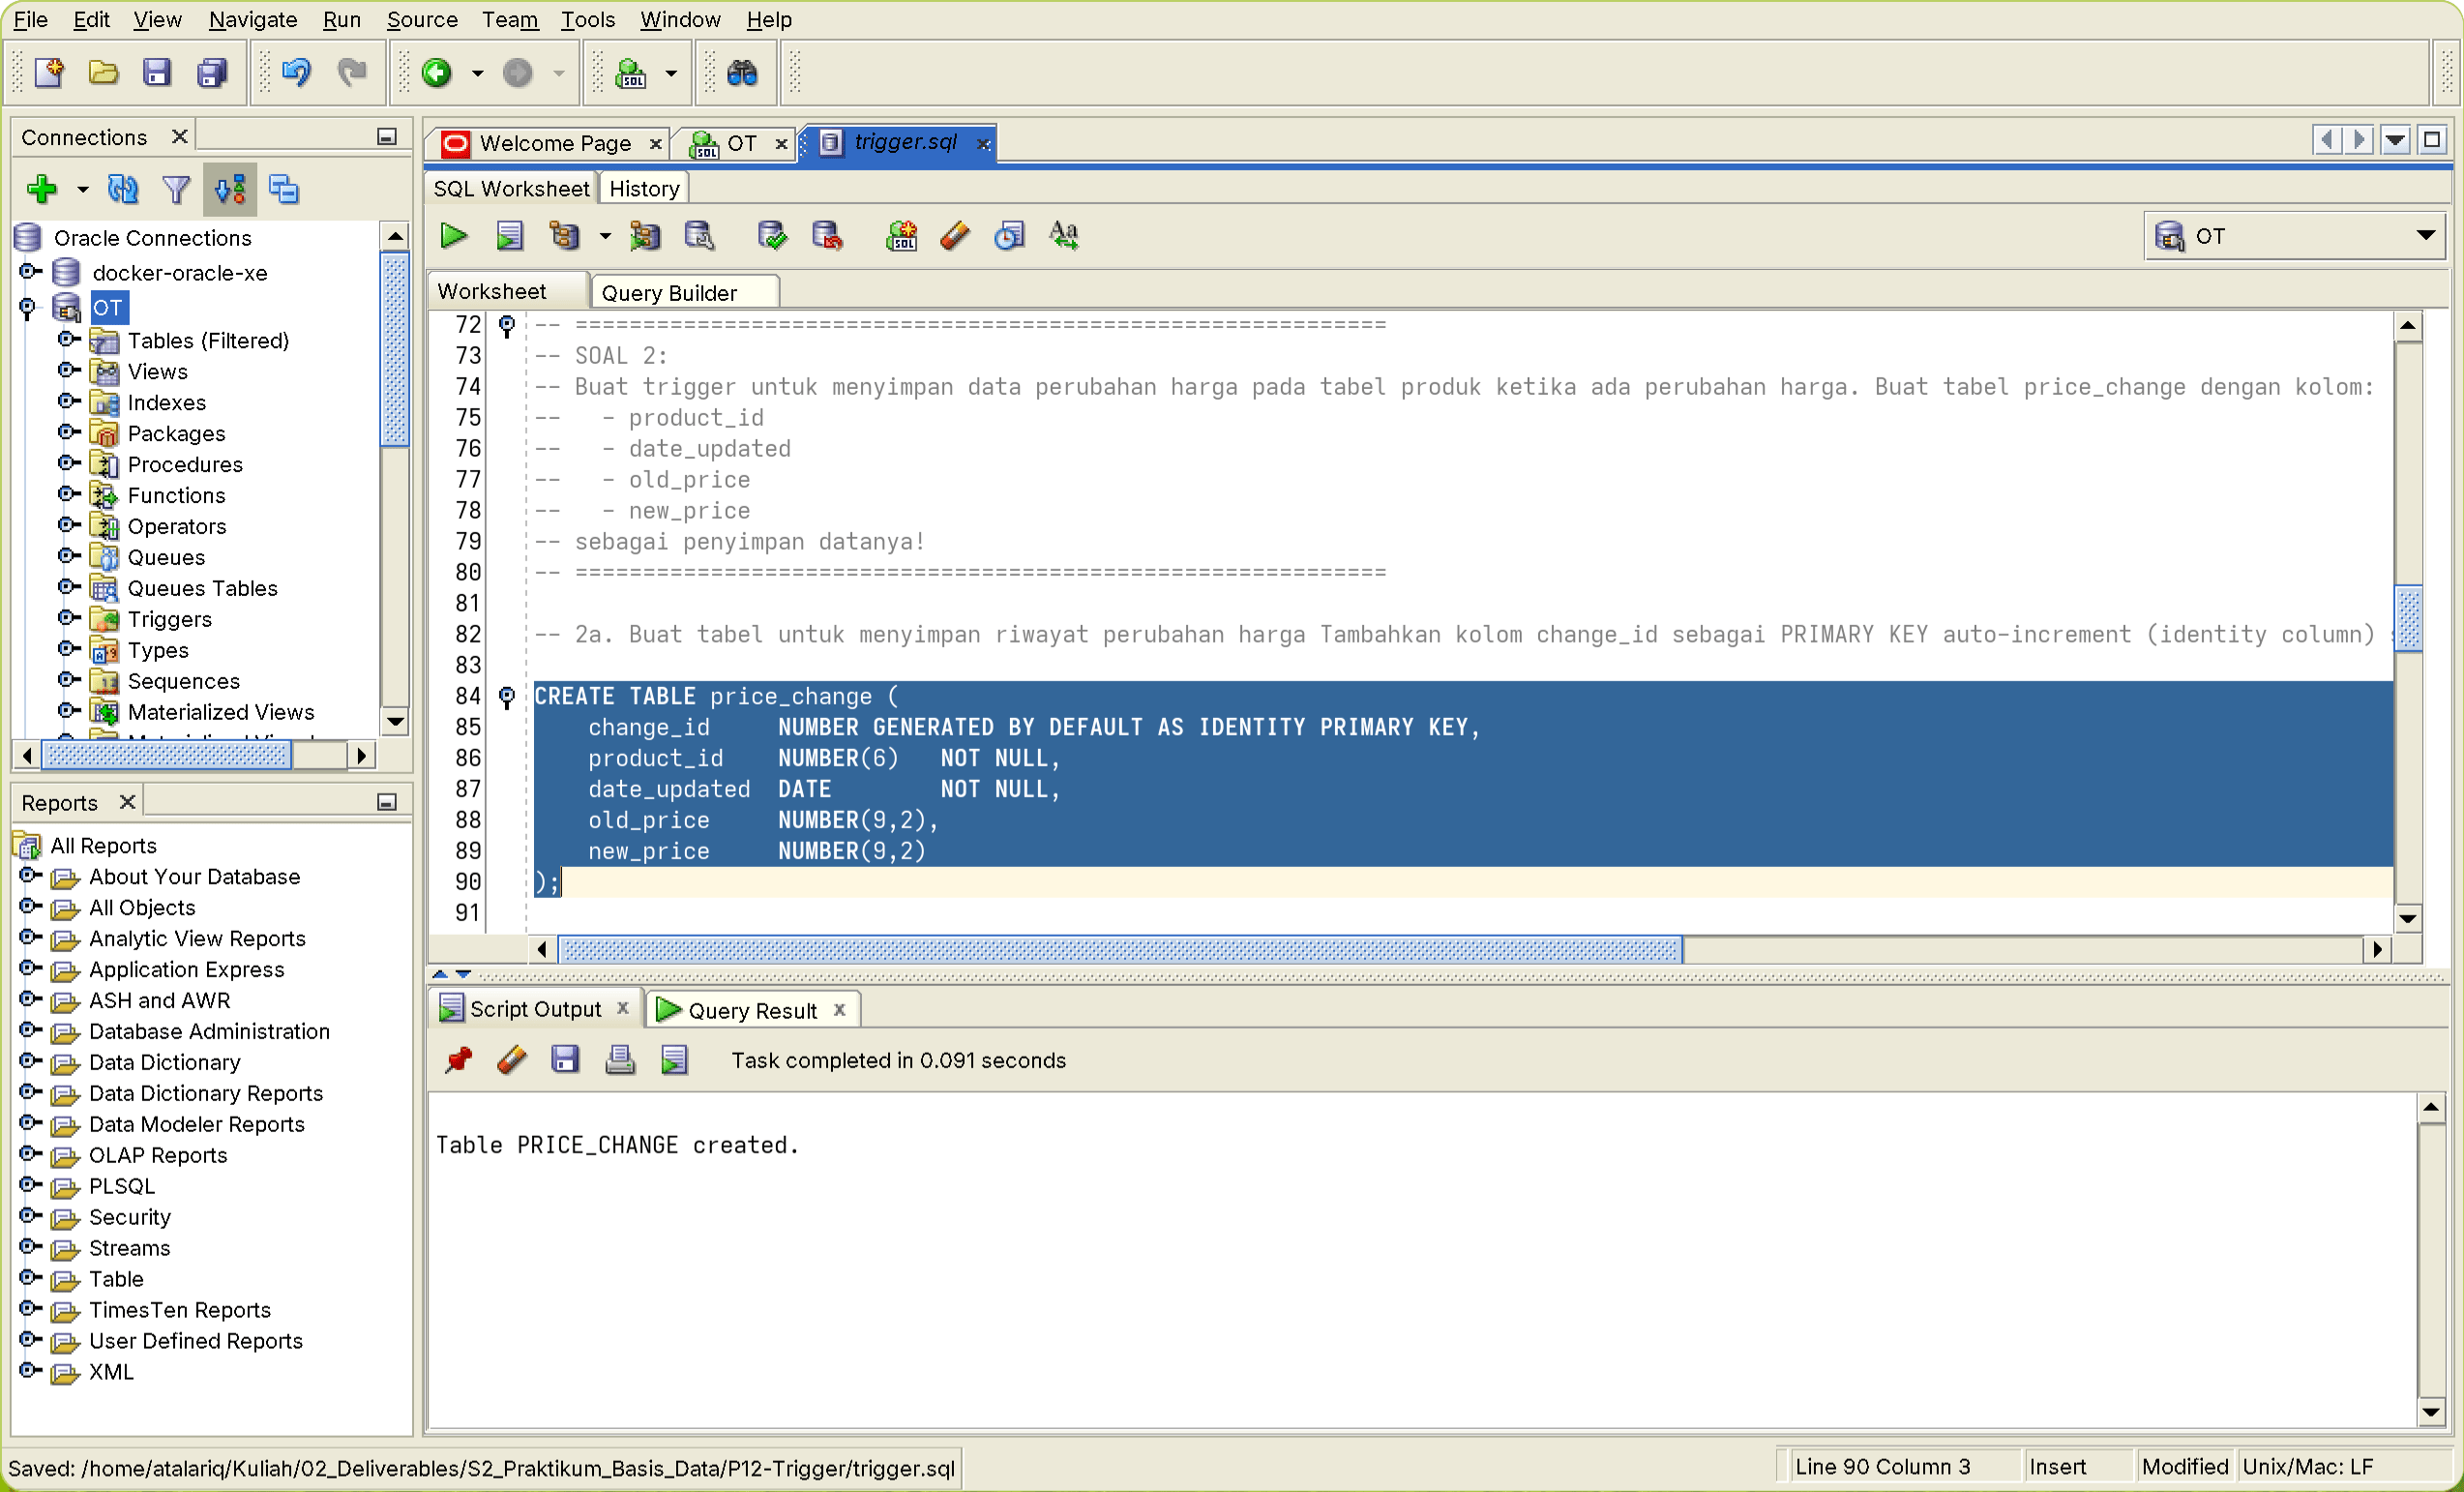 File Edit View Navigate Run Source Team Tools Window Help
Connections
Oracle Connections
docker-oracle-xe
OT
Tables (Filtered)
Views
Indexes
Packages
Procedures
Functions
Operators
Queues
Queues Tables
Triggers
Types
Sequences
Materialized Views
Reports
All Reports
About Your Database
All Objects
Analytic View Reports
Application Express
ASH and AWR
Database Administration
Data Dictionary
Data Dictionary Reports
Data Modeler Reports
OLAP Reports
PLSQL
Security
Streams
Table
TimesTen Reports
User Defined Reports
XML
Welcome Page OT trigger.sql
SQL Worksheet History
OT
Worksheet Query Builder
72 -- ============================================================
73 -- SOAL 2:
74 -- Buat trigger untuk menyimpan data perubahan harga pada tabel produk ketika ada perubahan harga. Buat tabel price_change dengan kolom:
75 --   - product_id
76 --   - date_updated
77 --   - old_price
78 --   - new_price
79 -- sebagai penyimpan datanya!
80 -- ============================================================
81
82 -- 2a. Buat tabel untuk menyimpan riwayat perubahan harga Tambahkan kolom change_id sebagai PRIMARY KEY auto-increment (identity column)
83
84 CREATE TABLE price_change (
85     change_id     NUMBER GENERATED BY DEFAULT AS IDENTITY PRIMARY KEY,
86     product_id    NUMBER(6)   NOT NULL,
87     date_updated  DATE        NOT NULL,
88     old_price     NUMBER(9,2),
89     new_price     NUMBER(9,2)
90 );
91
Script Output Query Result
Task completed in 0.091 seconds
Table PRICE_CHANGE created.
Saved: /home/atalariq/Kuliah/02_Deliverables/S2_Praktikum_Basis_Data/P12-Trigger/trigger.sql
Line 90 Column 3 Insert Modified Unix/Mac: LF